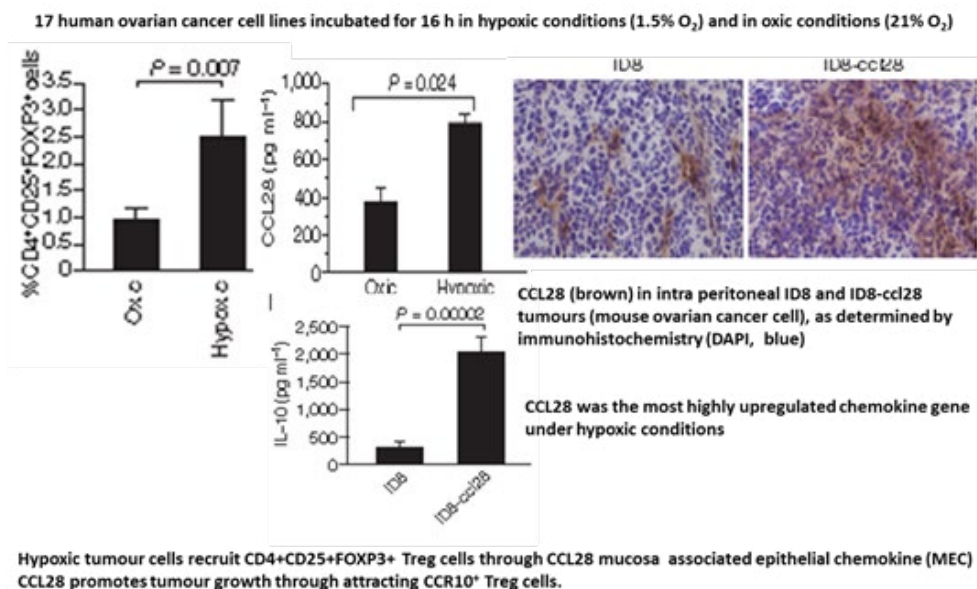 17 human ovarian cancer cell lines incubated for 16 h in hypoxic conditions (1.5% O₂) and in oxic conditions (21% O₂)
P = 0.007
%CD4⁺CD25⁺FOXP3⁺ cells
3.5
3.0
2.5
2.0
1.5
1.0
0.5
0
Oxic
Hypoxic
P = 0.024
CCL28 (pg ml⁻¹)
1,000
800
600
400
200
0
Oxic
Hypoxic
ID8
ID8-ccl28
CCL28 (brown) in intra peritoneal ID8 and ID8-ccl28
tumours (mouse ovarian cancer cell), as determined by
immunohistochemistry (DAPI, blue)
P = 0.00002
IL-10 (pg ml⁻¹)
2,500
2,000
1,500
1,000
500
0
ID8
ID8-ccl28
CCL28 was the most highly upregulated chemokine gene
under hypoxic conditions
Hypoxic tumour cells recruit CD4+CD25+FOXP3+ Treg cells through CCL28 mucosa associated epithelial chemokine (MEC)
CCL28 promotes tumour growth through attracting CCR10⁺ Treg cells.